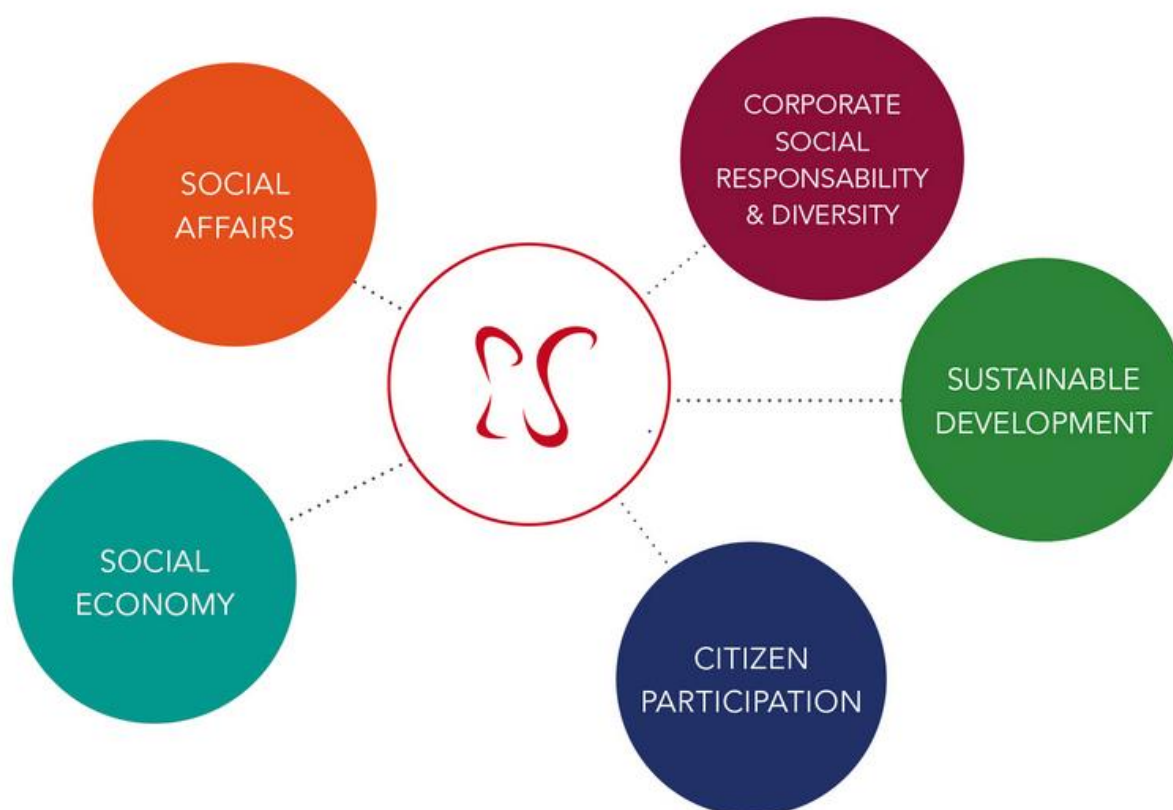 SOCIAL
AFFAIRS
CORPORATE
SOCIAL
RESPONSABILITY
& DIVERSITY
SUSTAINABLE
DEVELOPMENT
SOCIAL
ECONOMY
CITIZEN
PARTICIPATION